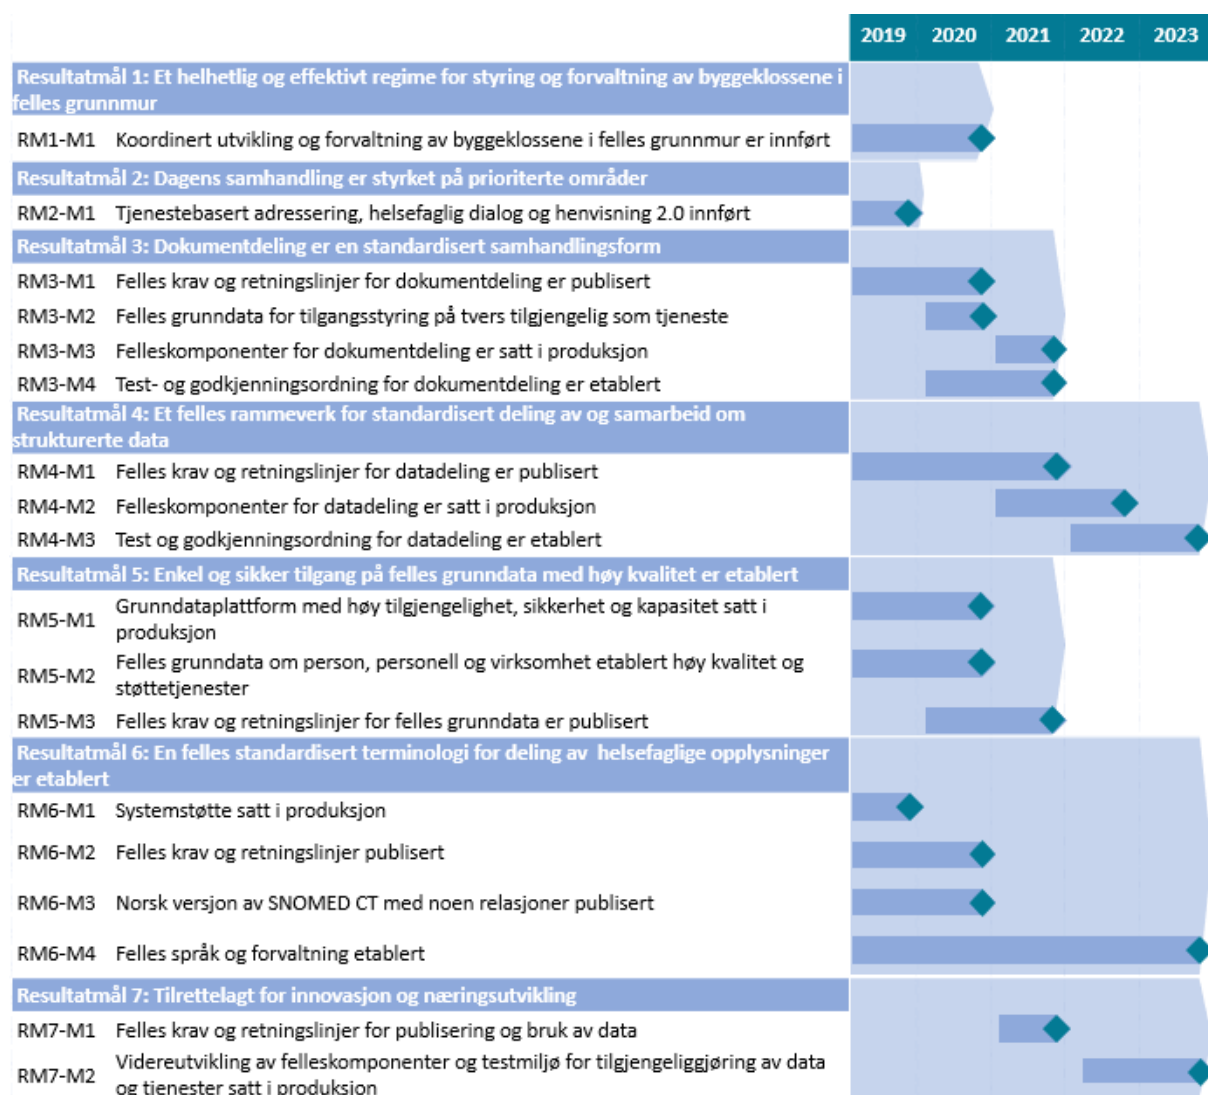 2019 2020 2021 2022 2023
Resultatmål 1: Et helhetlig og effektivt regime for styring og forvaltning av byggeklossene i
felles grunnmur
RM1-M1 Koordinert utvikling og forvaltning av byggeklossene i felles grunnmur er innført
Resultatmål 2: Dagens samhandling er styrket på prioriterte områder
RM2-M1 Tjenestebasert adressering, helsefaglig dialog og henvisning 2.0 innført
Resultatmål 3: Dokumentdeling er en standardisert samhandlingsform
RM3-M1 Felles krav og retningslinjer for dokumentdeling er publisert
RM3-M2 Felles grunndata for tilgangsstyring på tvers tilgjengelig som tjeneste
RM3-M3 Felleskomponenter for dokumentdeling er satt i produksjon
RM3-M4 Test- og godkjenningsordning for dokumentdeling er etablert
Resultatmål 4: Et felles rammeverk for standardisert deling av og samarbeid om
strukturerte data
RM4-M1 Felles krav og retningslinjer for datadeling er publisert
RM4-M2 Felleskomponenter for datadeling er satt i produksjon
RM4-M3 Test og godkjenningsordning for datadeling er etablert
Resultatmål 5: Enkel og sikker tilgang på felles grunndata med høy kvalitet er etablert
RM5-M1 Grunndataplattform med høy tilgjengelighet, sikkerhet og kapasitet satt i
produksjon
RM5-M2 Felles grunndata om person, personell og virksomhet etablert høy kvalitet og
støttetjenester
RM5-M3 Felles krav og retningslinjer for felles grunndata er publisert
Resultatmål 6: En felles standardisert terminologi for deling av helsefaglige opplysninger
er etablert
RM6-M1 Systemstøtte satt i produksjon
RM6-M2 Felles krav og retningslinjer publisert
RM6-M3 Norsk versjon av SNOMED CT med noen relasjoner publisert
RM6-M4 Felles språk og forvaltning etablert
Resultatmål 7: Tilrettelagt for innovasjon og næringsutvikling
RM7-M1 Felles krav og retningslinjer for publisering og bruk av data
RM7-M2 Videreutvikling av felleskomponenter og testmiljø for tilgjengeliggjøring av data
og tjenester satt i produksjon